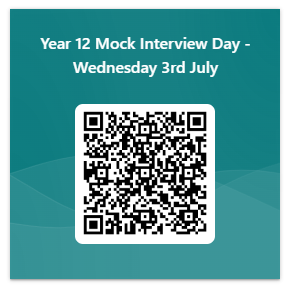 Year 12 Mock Interview Day -
Wednesday 3rd July